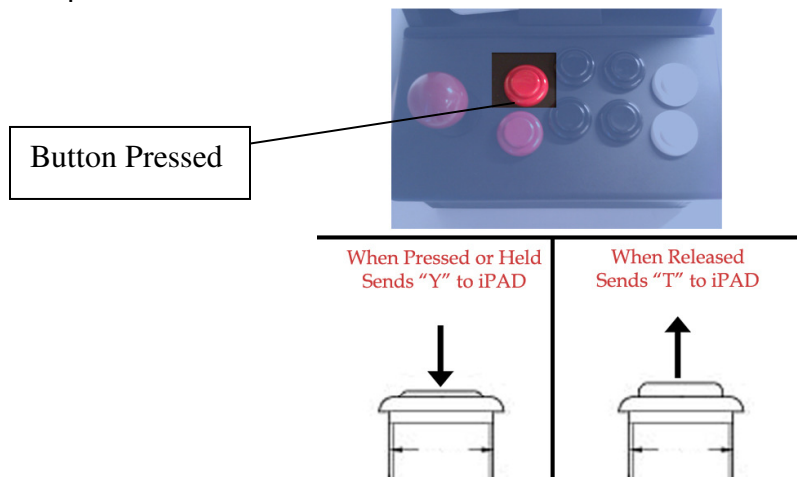 Button Pressed
When Pressed or Held
Sends “Y” to iPAD
When Released
Sends “T” to iPAD